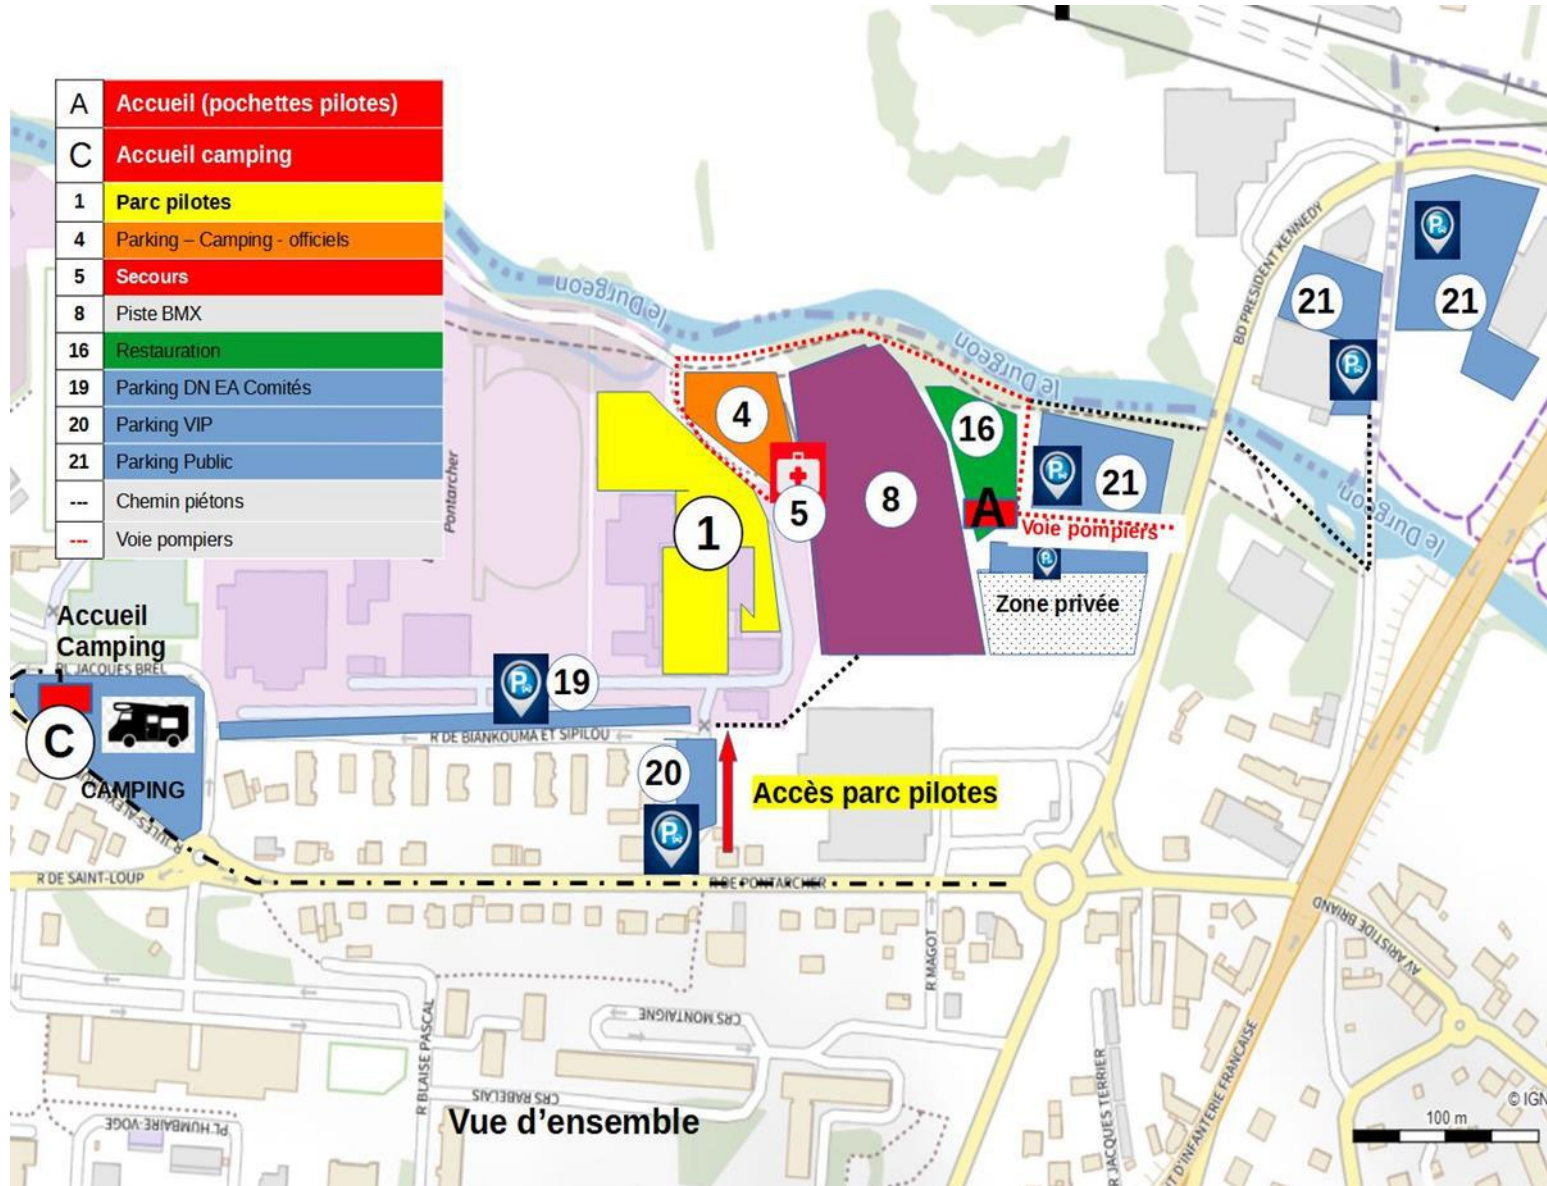 A Accueil (pochettes pilotes)
C Accueil camping
1 Parc pilotes
4 Parking – Camping - officiels
5 Secours
8 Piste BMX
16 Restauration
19 Parking DN EA Comités
20 Parking VIP
21 Parking Public
--- Chemin piétons
--- Voie pompiers
le Durgeon
le Durgeon
le Durgeon
BD PRESIDENT KENNEDY
21
21
4
16
21
8
5
1
A
Voie pompiers
Pontarcher
Zone privée
Accueil
Camping
PL JACQUES BREL
C
CAMPING
19
R DE BIANKOUMA ET SIPILOU
20
Accès parc pilotes
R DE SAINT-LOUP
R DE PONTARCHER
AV ARISTIDE BRIAND
R MAGOT
CRS MONTAIGNE
R BLAISE PASCAL
CRS RABELAIS
Vue d’ensemble
PL HUMBAIRE-VOGE
R JACQUES TERRIER
T D'INFANTERIE FRANCAISE
© IGN
100 m